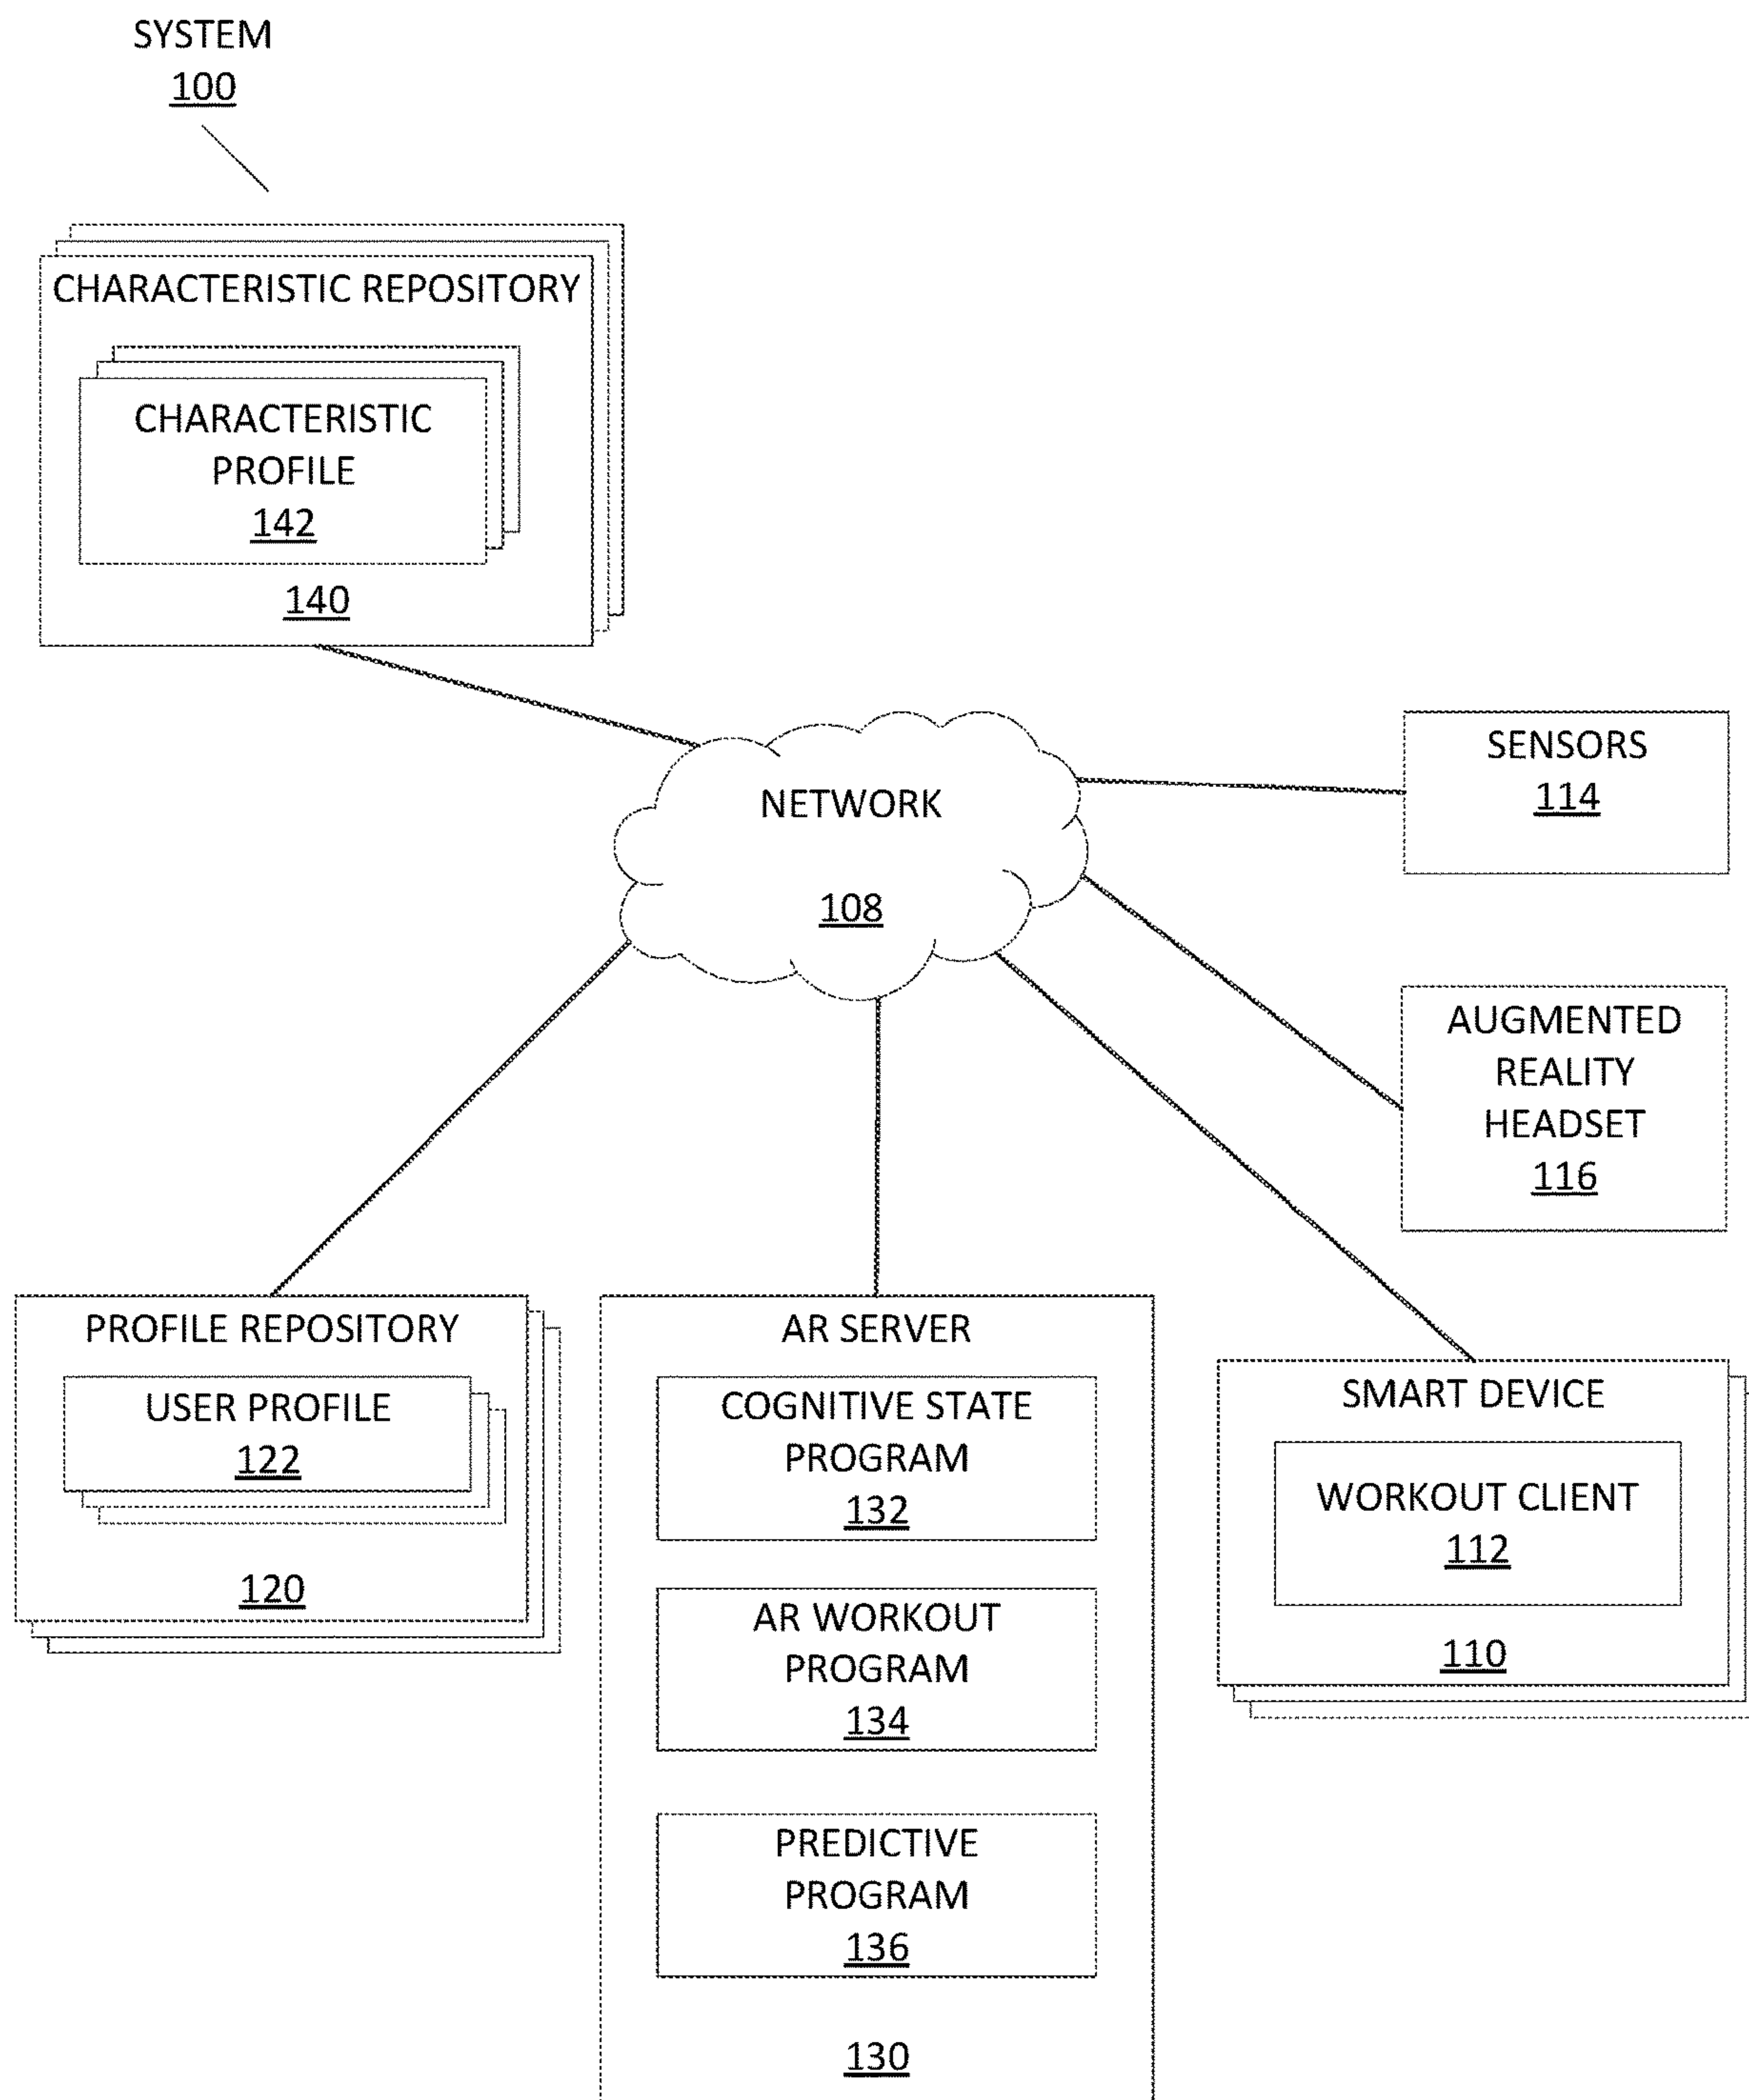 SYSTEM
100
CHARACTERISTIC REPOSITORY
CHARACTERISTIC
PROFILE
142
140
NETWORK
108
SENSORS
114
AUGMENTED
REALITY
HEADSET
116
PROFILE REPOSITORY
USER PROFILE
122
120
AR SERVER
COGNITIVE STATE
PROGRAM
132
AR WORKOUT
PROGRAM
134
PREDICTIVE
PROGRAM
136
130
SMART DEVICE
WORKOUT CLIENT
112
110